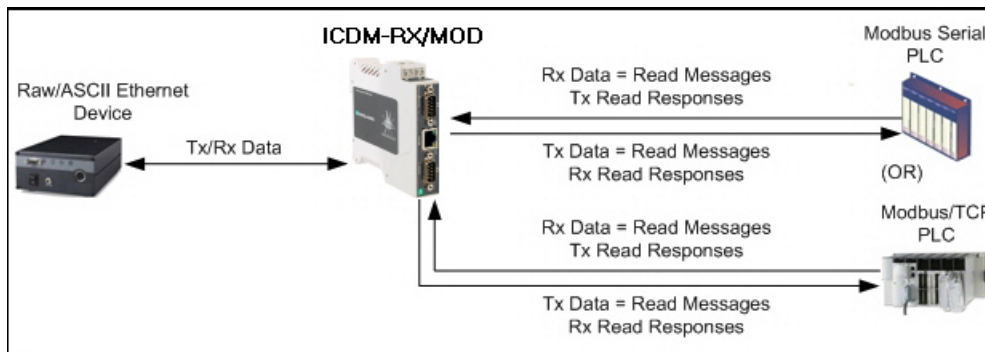 ICDM-RX/MOD
Raw/ASCII Ethernet
Device
Tx/Rx Data
Rx Data = Read Messages
Tx Read Responses
Tx Data = Read Messages
Rx Read Responses
Modbus Serial
PLC
(OR)
Modbus/TCP
PLC
Rx Data = Read Messages
Tx Read Responses
Tx Data = Read Messages
Rx Read Responses